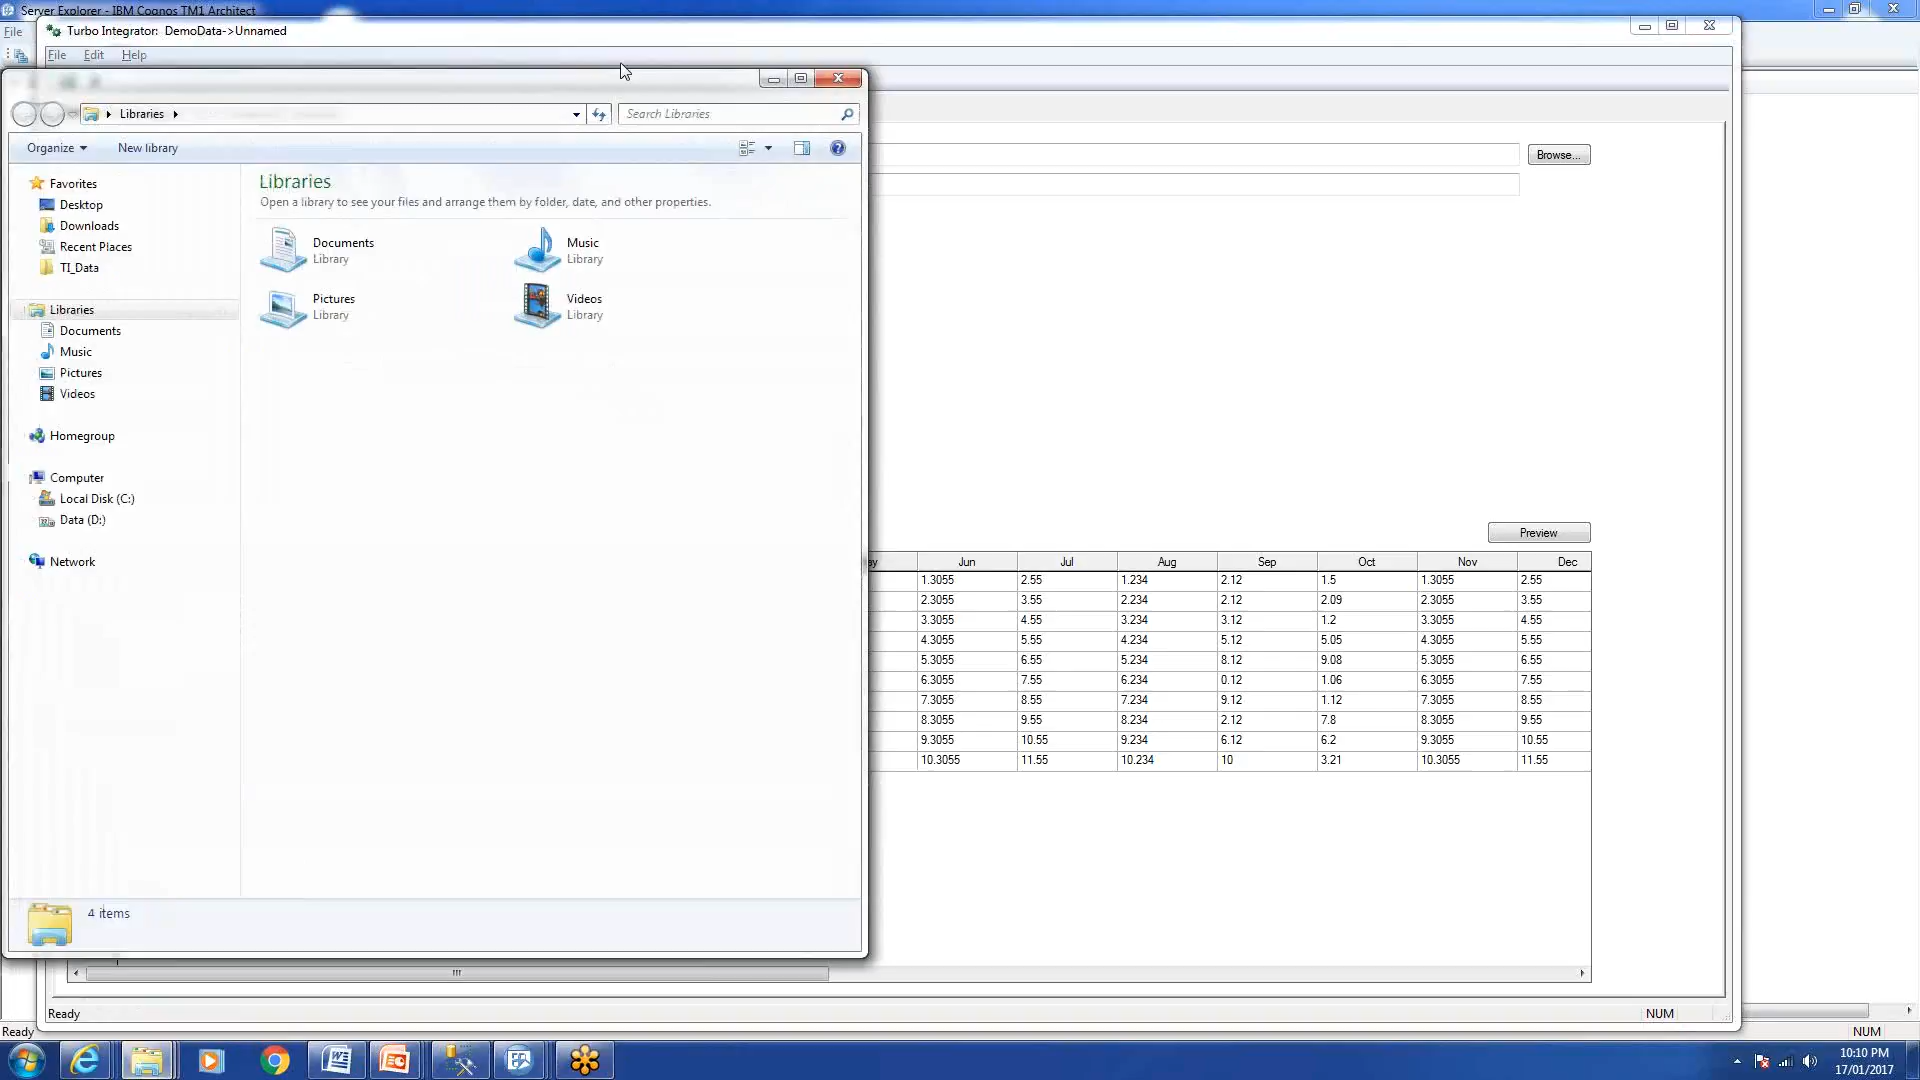 Server Explorer - IBM Cognos TM1 Architect
File
Turbo Integrator: DemoData->Unnamed
File Edit Help
Libraries
Search Libraries
Organize New library
Favorites
Desktop
Downloads
Recent Places
TI_Data
Libraries
Documents
Music
Pictures
Videos
Homegroup
Computer
Local Disk (C:)
Data (D:)
Network
Libraries
Open a library to see your files and arrange them by folder, date, and other properties.
Documents
Library
Music
Library
Pictures
Library
Videos
Library
4 items
Browse...
Preview
ay Jun Jul Aug Sep Oct Nov Dec
1.3055 2.55 1.234 2.12 1.5 1.3055 2.55
2.3055 3.55 2.234 2.12 2.09 2.3055 3.55
3.3055 4.55 3.234 3.12 1.2 3.3055 4.55
4.3055 5.55 4.234 5.12 5.05 4.3055 5.55
5.3055 6.55 5.234 8.12 9.08 5.3055 6.55
6.3055 7.55 6.234 0.12 1.06 6.3055 7.55
7.3055 8.55 7.234 9.12 1.12 7.3055 8.55
8.3055 9.55 8.234 2.12 7.8 8.3055 9.55
9.3055 10.55 9.234 6.12 6.2 9.3055 10.55
10.3055 11.55 10.234 10 3.21 10.3055 11.55
Ready NUM
Ready NUM
10:10 PM
17/01/2017